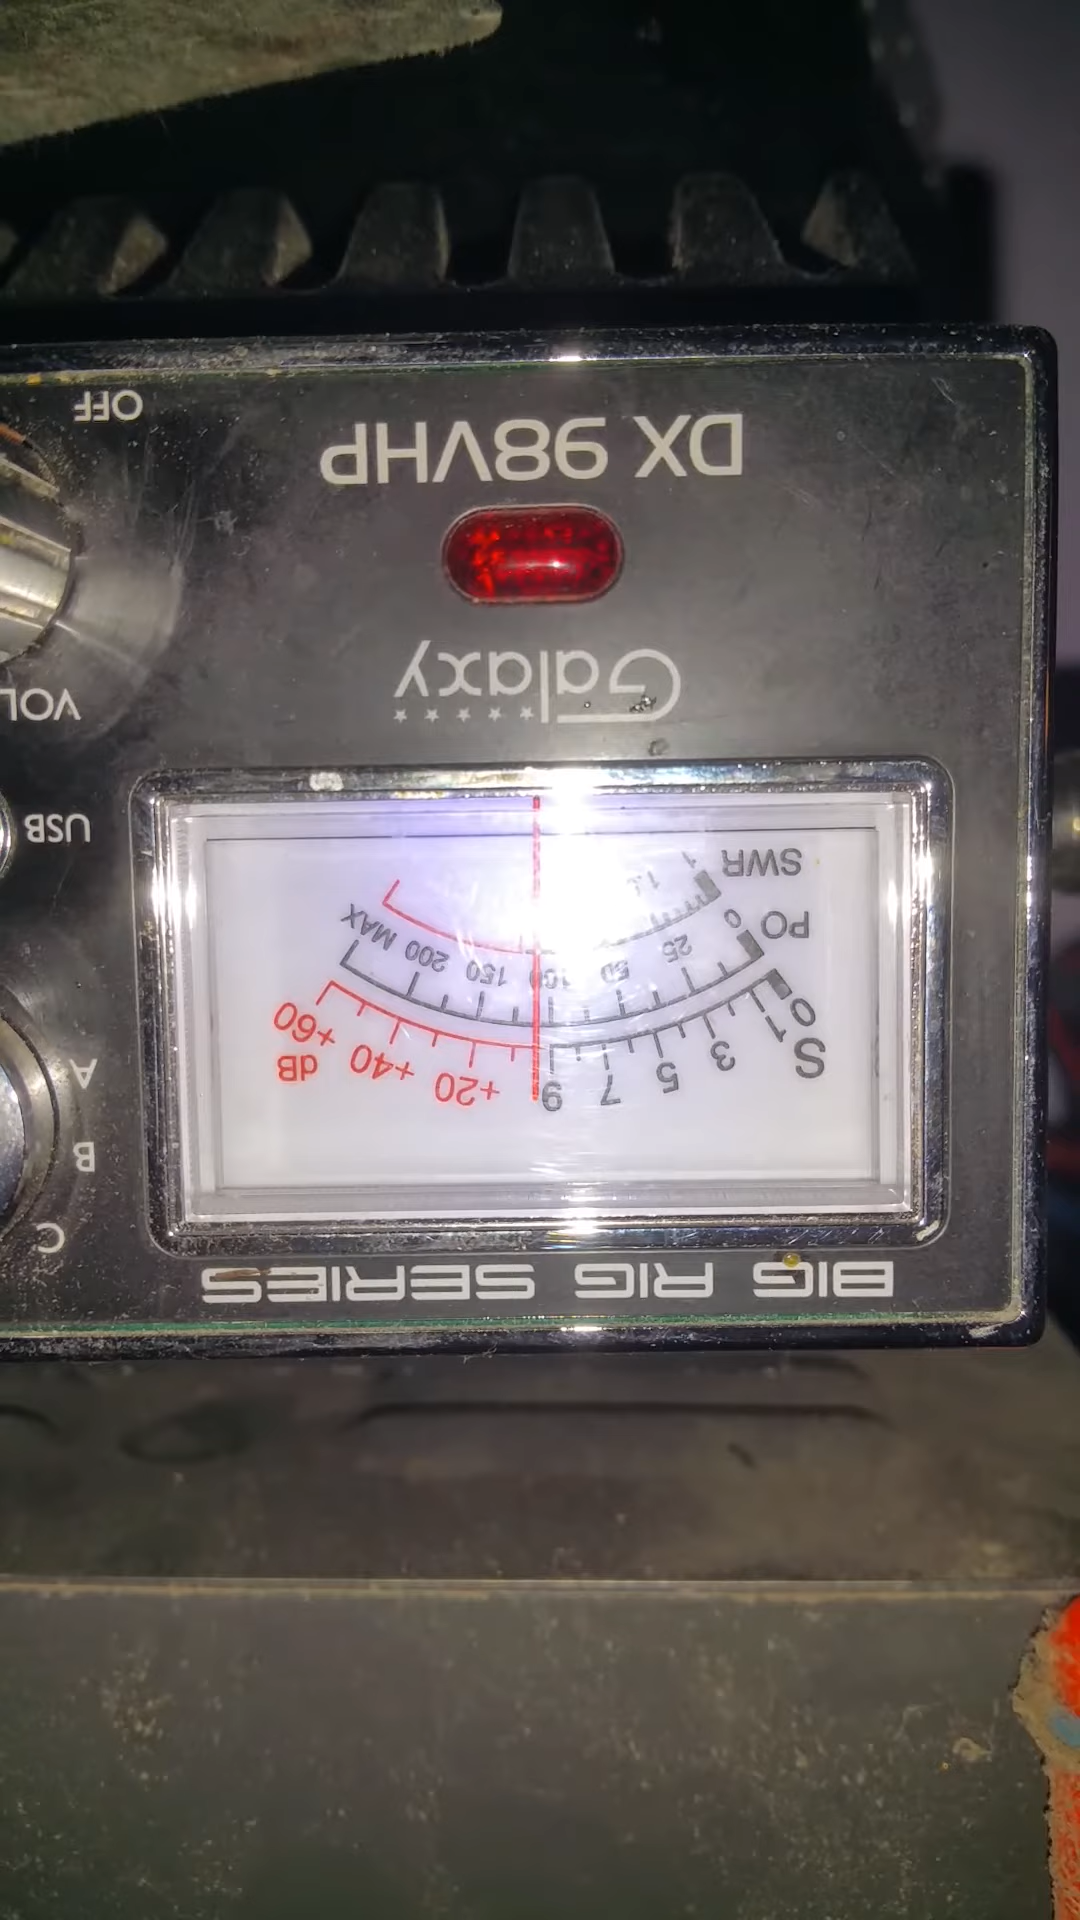 BIG RIG SERIES
S 0 1 3 5 7 9 +20 +40 +60 dB
PO 0 25 50 100 150 200 MAX
SWR 1
Galaxy
DX 98VHP
C
B
A
USB
VOL
OFF